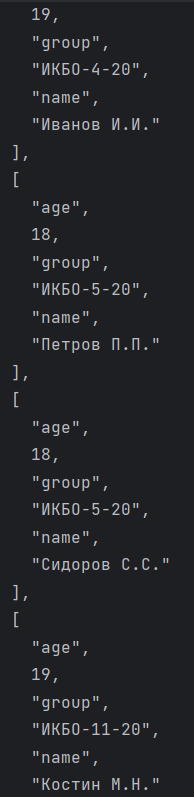 19,
"group",
"ИКБО-4-20",
"name",
"Иванов И.И."
],
[
"age",
18,
"group",
"ИКБО-5-20",
"name",
"Петров П.П."
],
[
"age",
18,
"group",
"ИКБО-5-20",
"name",
"Сидоров С.С."
],
[
"age",
19,
"group",
"ИКБО-11-20",
"name",
"Костин М.Н."